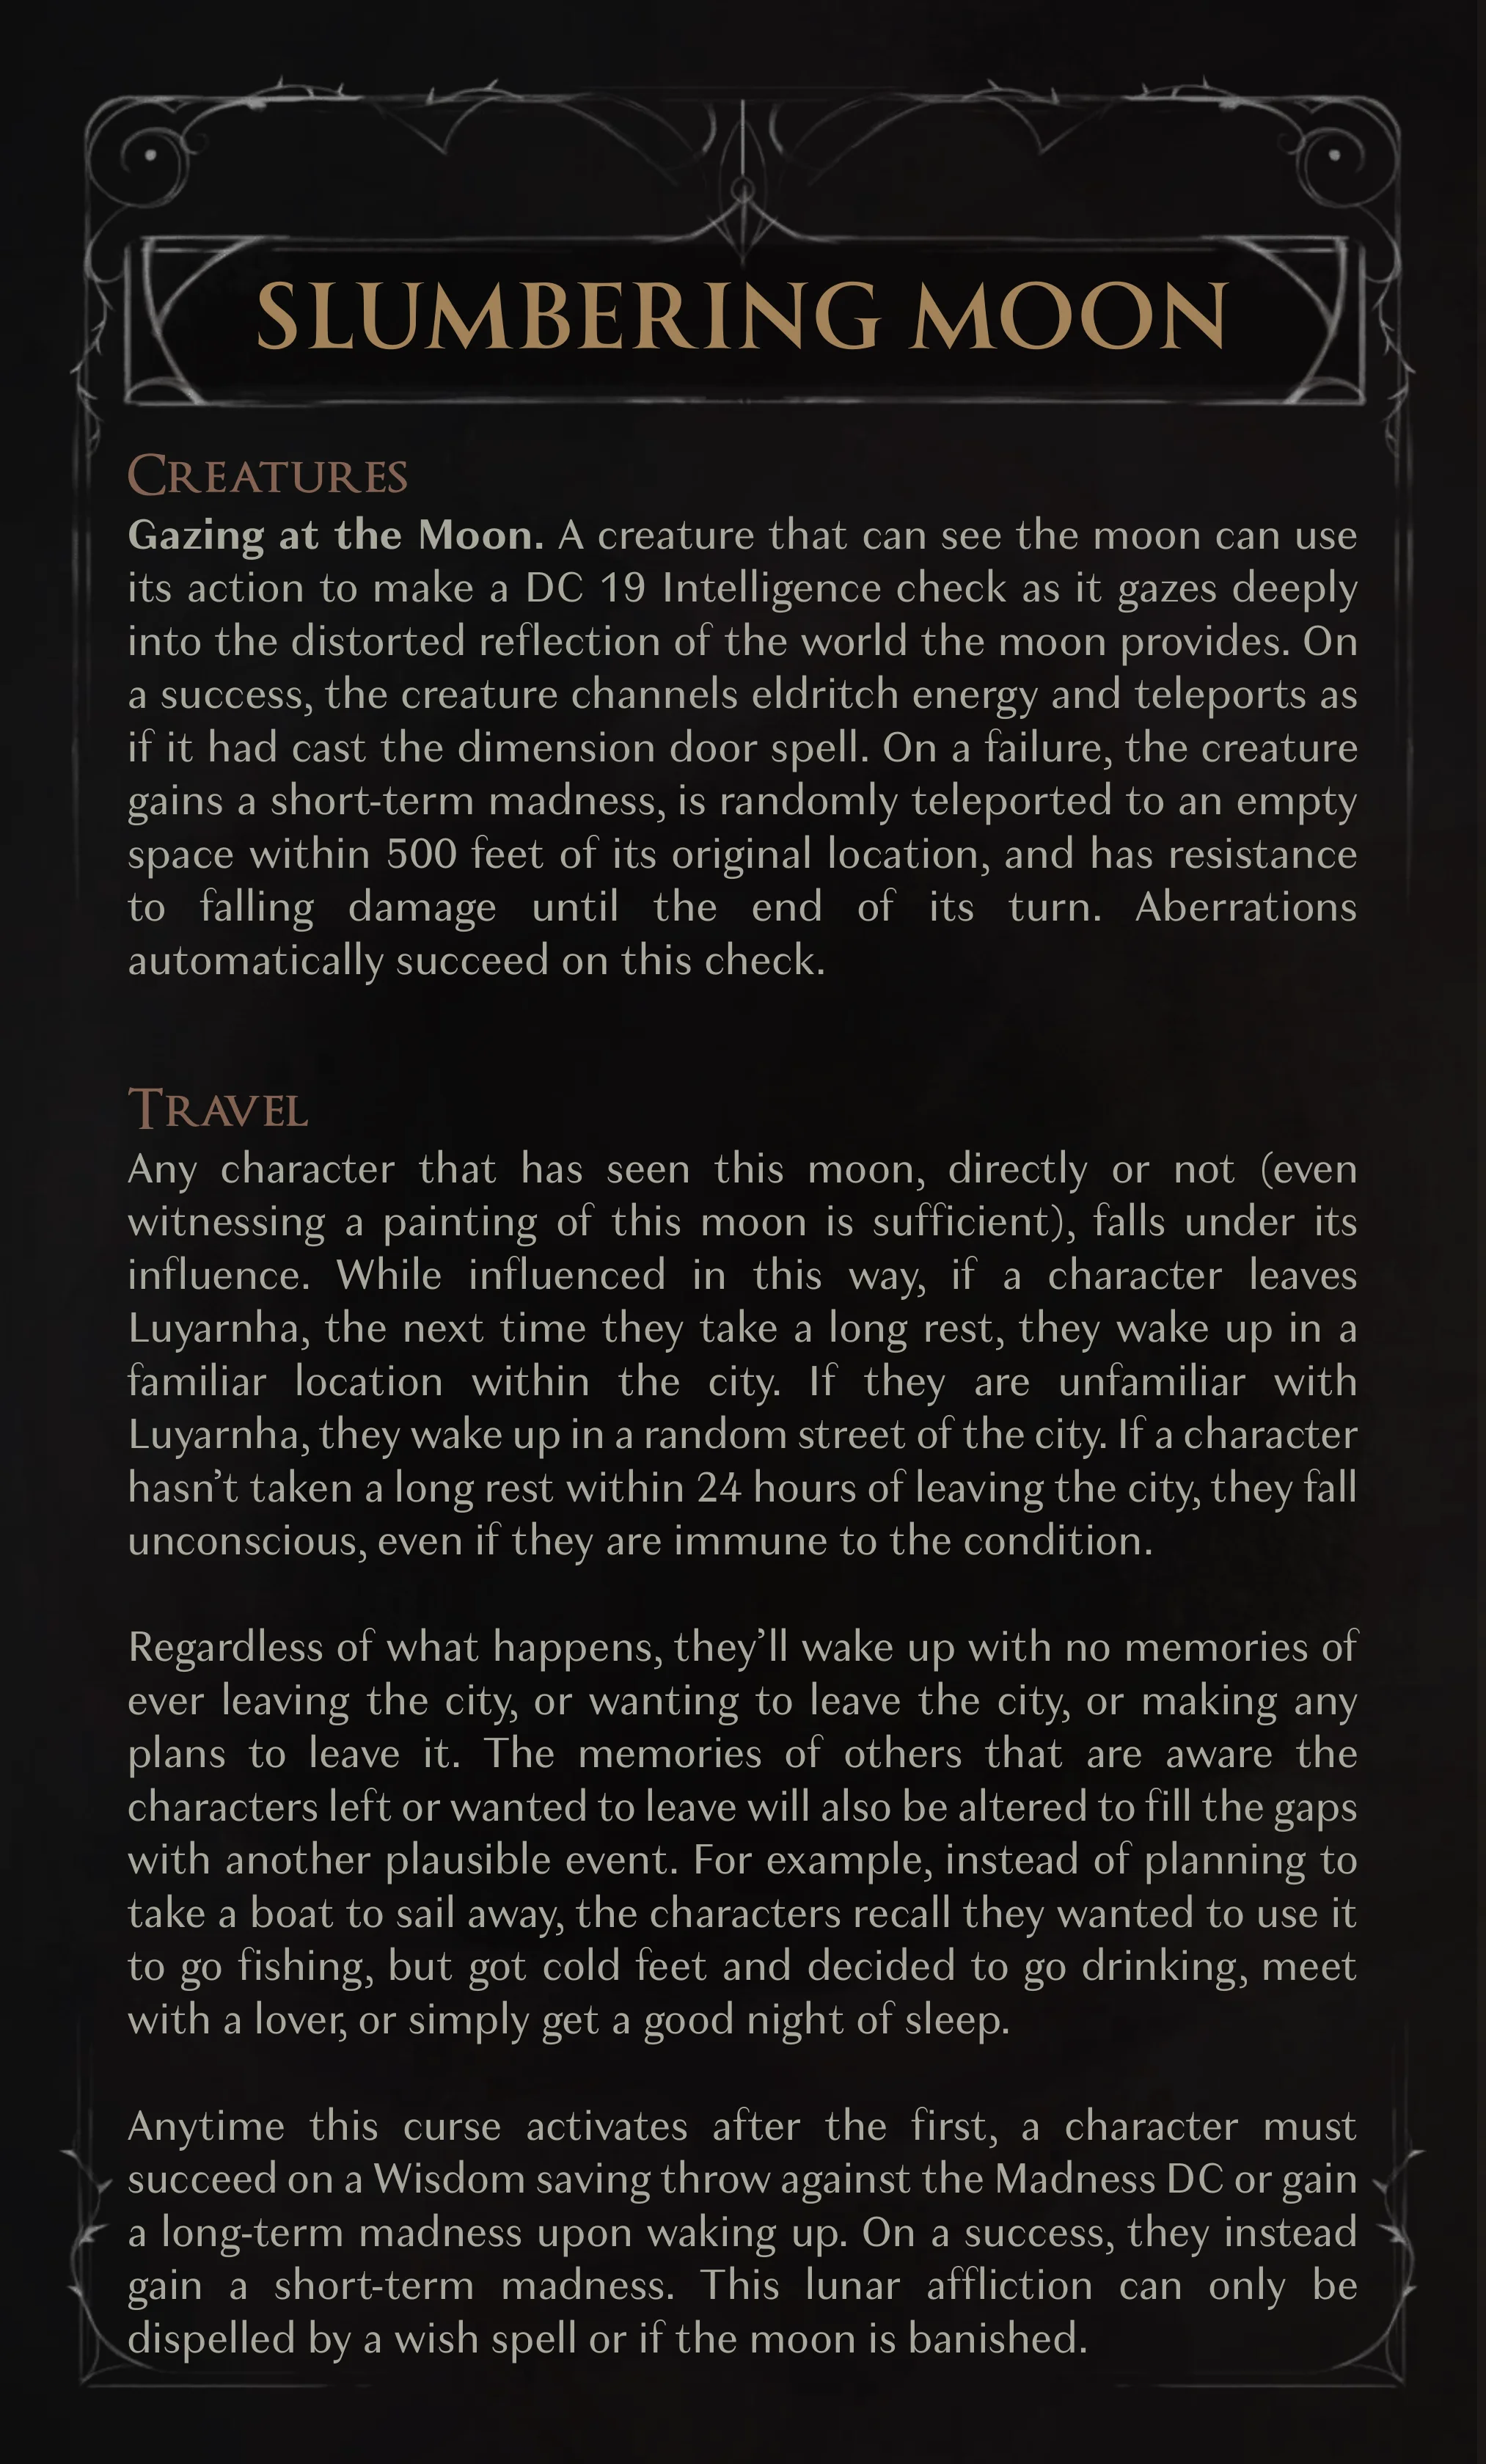 SLUMBERING MOON
CREATURES
Gazing at the Moon. A creature that can see the moon can use
its action to make a DC 19 Intelligence check as it gazes deeply
into the distorted reflection of the world the moon provides. On
a success, the creature channels eldritch energy and teleports as
if it had cast the dimension door spell. On a failure, the creature
gains a short-term madness, is randomly teleported to an empty
space within 500 feet of its original location, and has resistance
to falling damage until the end of its turn. Aberrations
automatically succeed on this check.
TRAVEL
Any character that has seen this moon, directly or not (even
witnessing a painting of this moon is sufficient), falls under its
influence. While influenced in this way, if a character leaves
Luyarnha, the next time they take a long rest, they wake up in a
familiar location within the city. If they are unfamiliar with
Luyarnha, they wake up in a random street of the city. If a character
hasn’t taken a long rest within 24 hours of leaving the city, they fall
unconscious, even if they are immune to the condition.
Regardless of what happens, they’ll wake up with no memories of
ever leaving the city, or wanting to leave the city, or making any
plans to leave it. The memories of others that are aware the
characters left or wanted to leave will also be altered to fill the gaps
with another plausible event. For example, instead of planning to
take a boat to sail away, the characters recall they wanted to use it
to go fishing, but got cold feet and decided to go drinking, meet
with a lover, or simply get a good night of sleep.
Anytime this curse activates after the first, a character must
succeed on a Wisdom saving throw against the Madness DC or gain
a long-term madness upon waking up. On a success, they instead
gain a short-term madness. This lunar affliction can only be
dispelled by a wish spell or if the moon is banished.